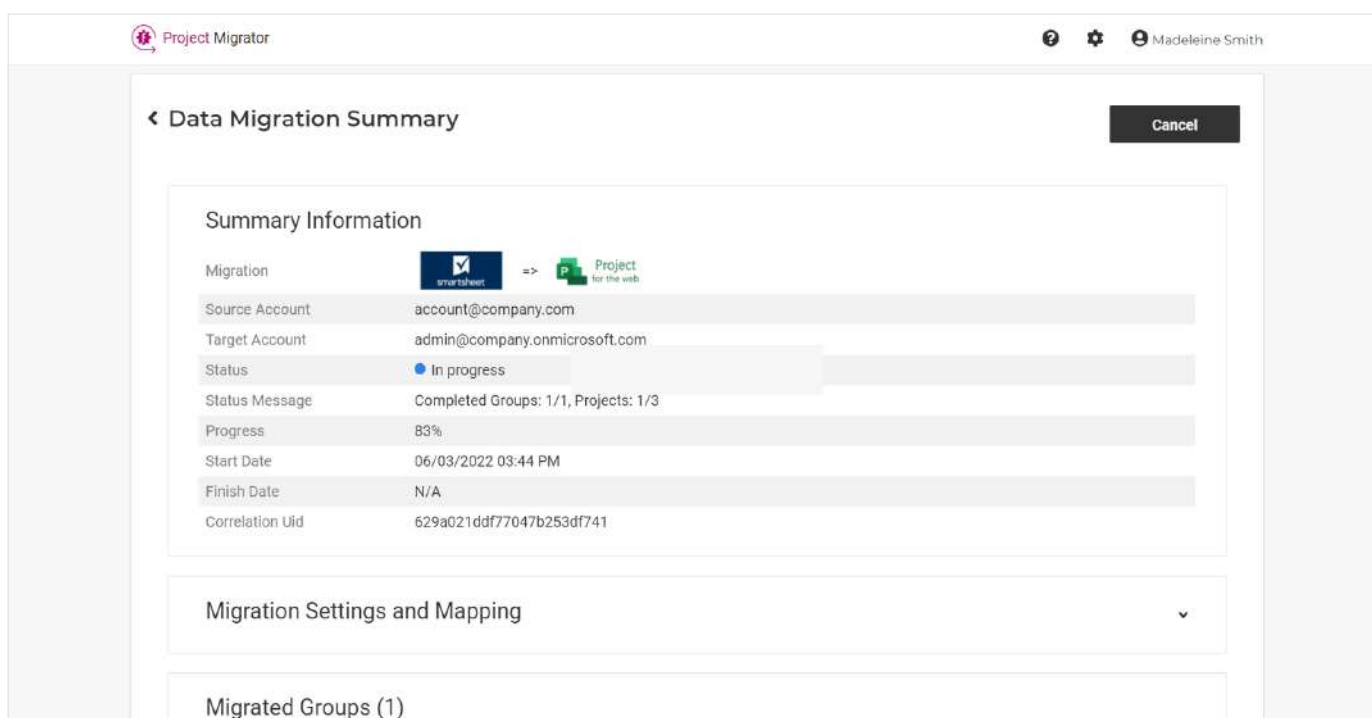 Project Migrator
Madeleine Smith
Data Migration Summary
Cancel
Summary Information
Migration
smartsheet
=>
P
Project
for the web
Source Account account@company.com
Target Account admin@company.onmicrosoft.com
Status In progress
Status Message Completed Groups: 1/1, Projects: 1/3
Progress 83%
Start Date 06/03/2022 03:44 PM
Finish Date N/A
Correlation Uid 629a021ddf77047b253df741
Migration Settings and Mapping
Migrated Groups (1)